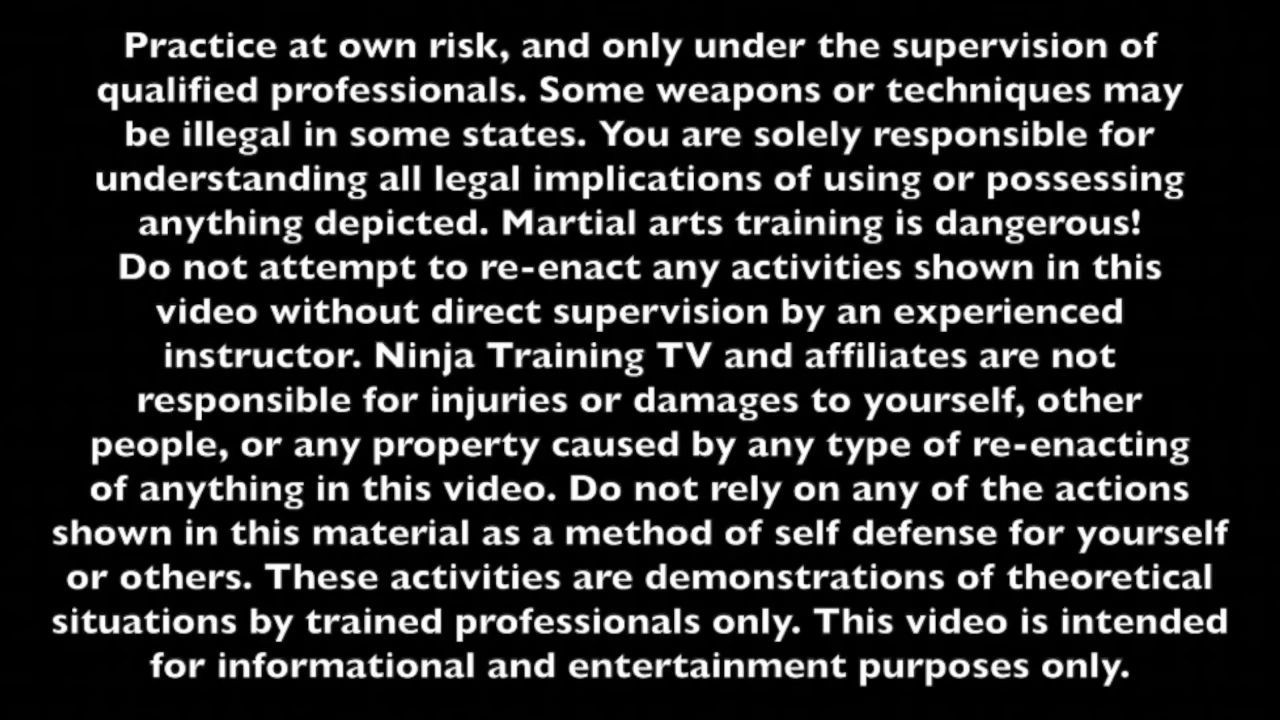 Practice at own risk, and only under the supervision of
qualified professionals. Some weapons or techniques may
be illegal in some states. You are solely responsible for
understanding all legal implications of using or possessing
anything depicted. Martial arts training is dangerous!
Do not attempt to re-enact any activities shown in this
video without direct supervision by an experienced
instructor. Ninja Training TV and affiliates are not
responsible for injuries or damages to yourself, other
people, or any property caused by any type of re-enacting
of anything in this video. Do not rely on any of the actions
shown in this material as a method of self defense for yourself
or others. These activities are demonstrations of theoretical
situations by trained professionals only. This video is intended
for informational and entertainment purposes only.